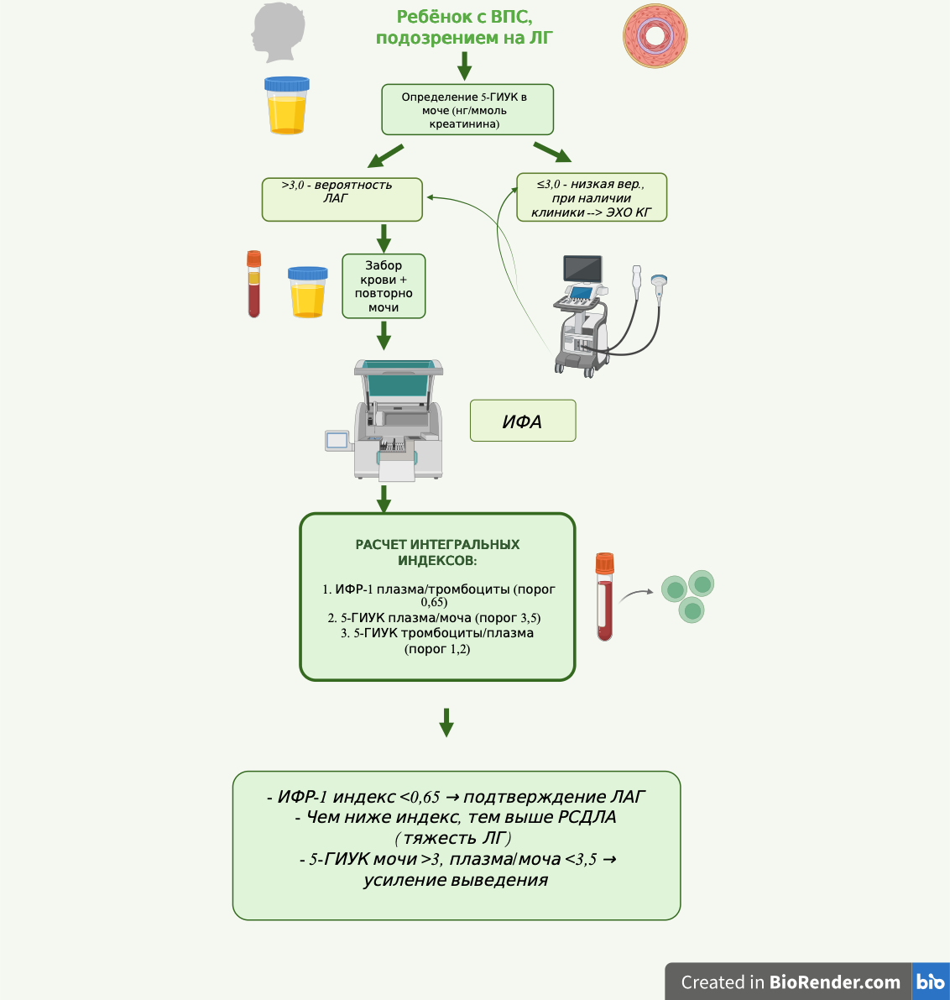 Ребёнок с ВПС,
подозрением на ЛГ
Определение 5-ГИУК в
моче (нг/ммоль
креатинина)
>3,0 - вероятность
ЛАГ
≤3,0 - низкая вер.,
при наличии
клиники --> ЭХО КГ
Забор
крови +
повторно
мочи
ИФА
РАСЧЕТ ИНТЕГРАЛЬНЫХ
ИНДЕКСОВ:
1. ИФР-1 плазма/тромбоциты (порог
0,65)
2. 5-ГИУК плазма/моча (порог 3,5)
3. 5-ГИУК тромбоциты/плазма
(порог 1,2)
- ИФР-1 индекс <0,65 → подтверждение ЛАГ
- Чем ниже индекс, тем выше РСДЛА
(тяжесть ЛГ)
- 5-ГИУК мочи >3, плазма/моча <3,5 →
усиление выведения
Created in BioRender.com bio